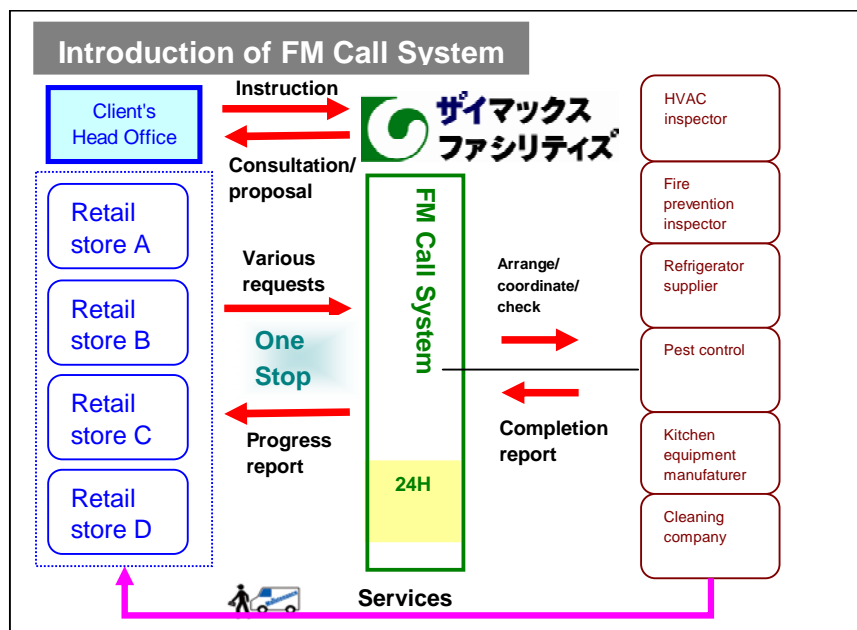 Introduction of FM Call System
Client's
Head Office
Instruction
Consultation/
proposal
ザイマックス
ファシリティズ
Retail
store A
Retail
store B
Retail
store C
Retail
store D
Various
requests
One
Stop
Progress
report
FM Call System
24H
Arrange/
coordinate/
check
Completion
report
HVAC
inspector
Fire
prevention
inspector
Refrigerator
supplier
Pest control
Kitchen
equipment
manufaturer
Cleaning
company
Services